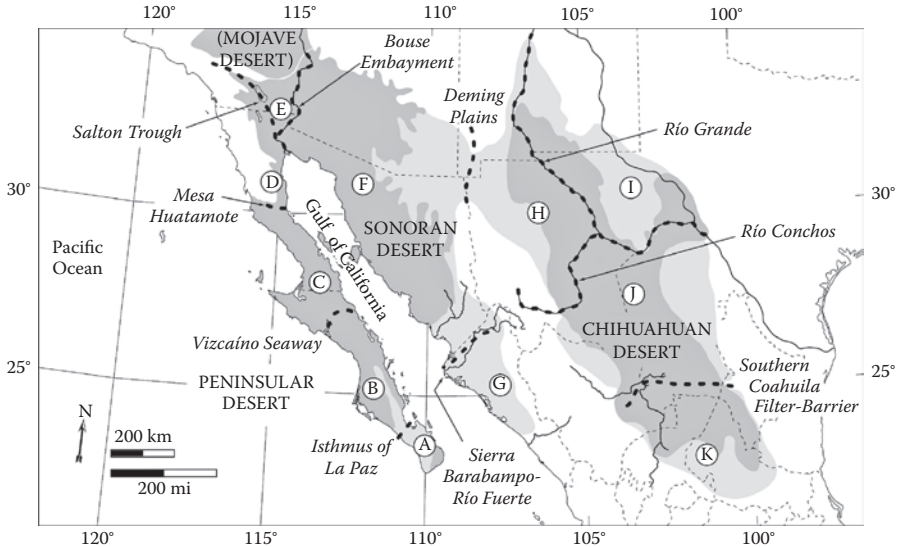 120°
115°
110°
105°
100°
(MOJAVE
DESERT)
Bouse
Embayment
Deming
Plains
Salton Trough
E
Río Grande
30°
D
F
I
30°
Mesa
Huatamote
H
Gulf of California
SONORAN
DESERT
Río Conchos
Pacific
Ocean
C
J
CHIHUAHUAN
DESERT
Vizcaíno Seaway
25°
25°
PENINSULAR
DESERT
B
G
Southern
Coahuila
Filter-Barrier
N
200 km
200 mi
Isthmus of
La Paz
A
Sierra
Barabampo-
Río Fuerte
K
120°
115°
110°
105°
100°